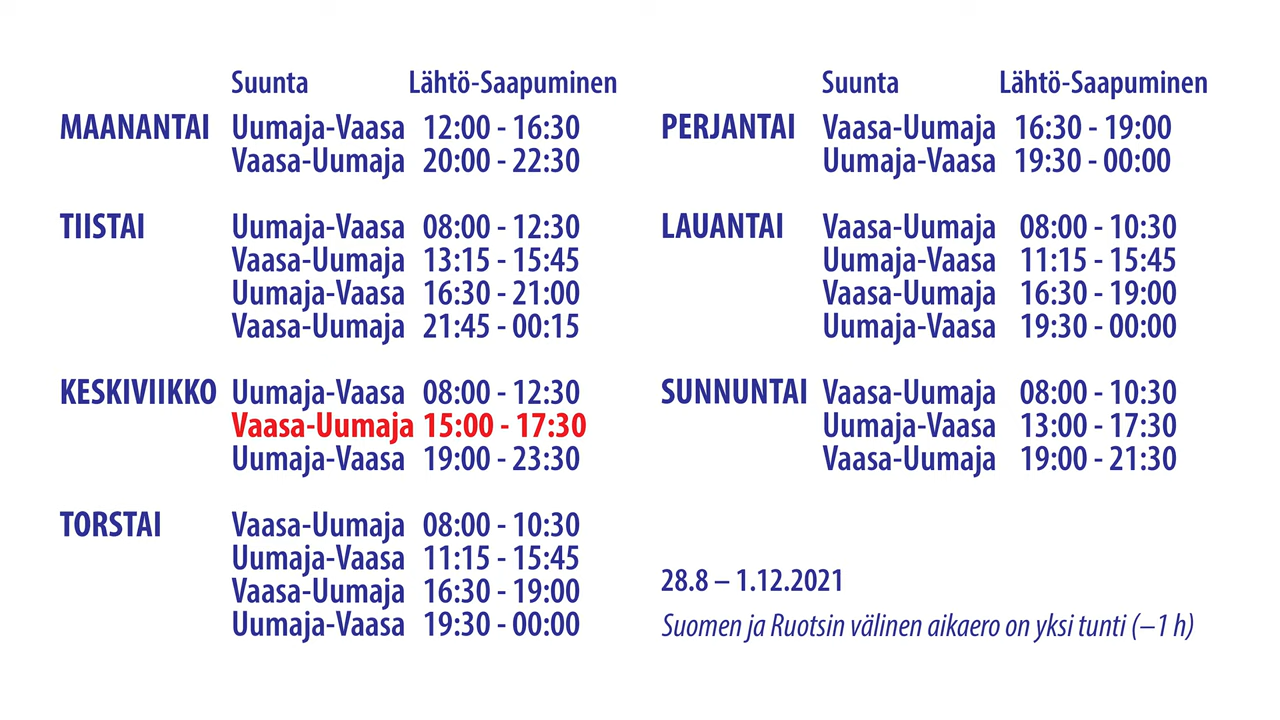 Suunta Lähtö-Saapuminen
MAANANTAI Uumaja-Vaasa 12:00 - 16:30
Vaasa-Uumaja 20:00 - 22:30
TIISTAI Uumaja-Vaasa 08:00 - 12:30
Vaasa-Uumaja 13:15 - 15:45
Uumaja-Vaasa 16:30 - 21:00
Vaasa-Uumaja 21:45 - 00:15
KESKIVIIKKO Uumaja-Vaasa 08:00 - 12:30
Vaasa-Uumaja 15:00 - 17:30
Uumaja-Vaasa 19:00 - 23:30
TORSTAI Vaasa-Uumaja 08:00 - 10:30
Uumaja-Vaasa 11:15 - 15:45
Vaasa-Uumaja 16:30 - 19:00
Uumaja-Vaasa 19:30 - 00:00
Suunta Lähtö-Saapuminen
PERJANTAI Vaasa-Uumaja 16:30 - 19:00
Uumaja-Vaasa 19:30 - 00:00
LAUANTAI Vaasa-Uumaja 08:00 - 10:30
Uumaja-Vaasa 11:15 - 15:45
Vaasa-Uumaja 16:30 - 19:00
Uumaja-Vaasa 19:30 - 00:00
SUNNUNTAI Vaasa-Uumaja 08:00 - 10:30
Uumaja-Vaasa 13:00 - 17:30
Vaasa-Uumaja 19:00 - 21:30
28.8 – 1.12.2021
Suomen ja Ruotsin välinen aikaero on yksi tunti (–1 h)